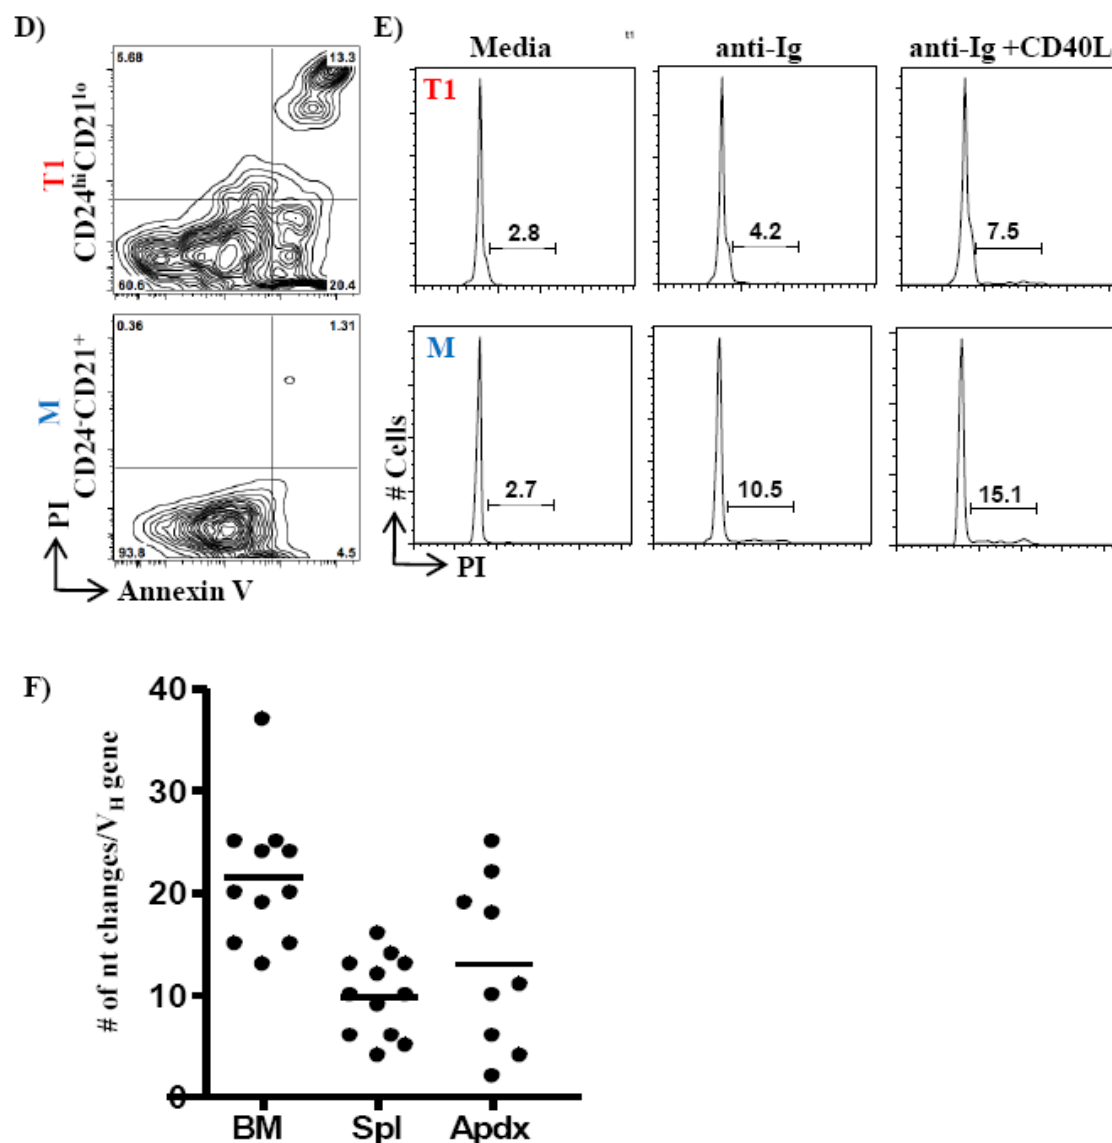 D)
5.68 13.3
T1
CD24hiCD21lo
60.6 20.4
0.36 1.31
M
CD24-CD21+
PI
93.8 4.5
Annexin V
E)
Media t1 anti-Ig anti-Ig +CD40L
T1
2.8 4.2 7.5
M
2.7 10.5 15.1
# Cells
PI
F)
# of nt changes/VH gene
40
30
20
10
0
BM Spl Apdx